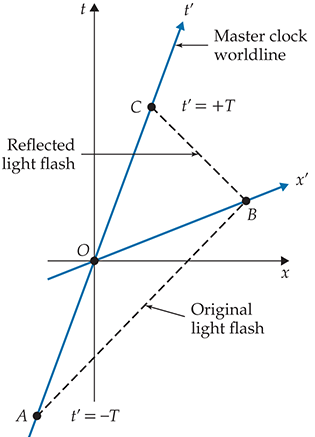 t
t′
Master clock
worldline
C
t′ = +T
Reflected
light flash
x′
B
O
x
Original
light flash
A
t′ = −T